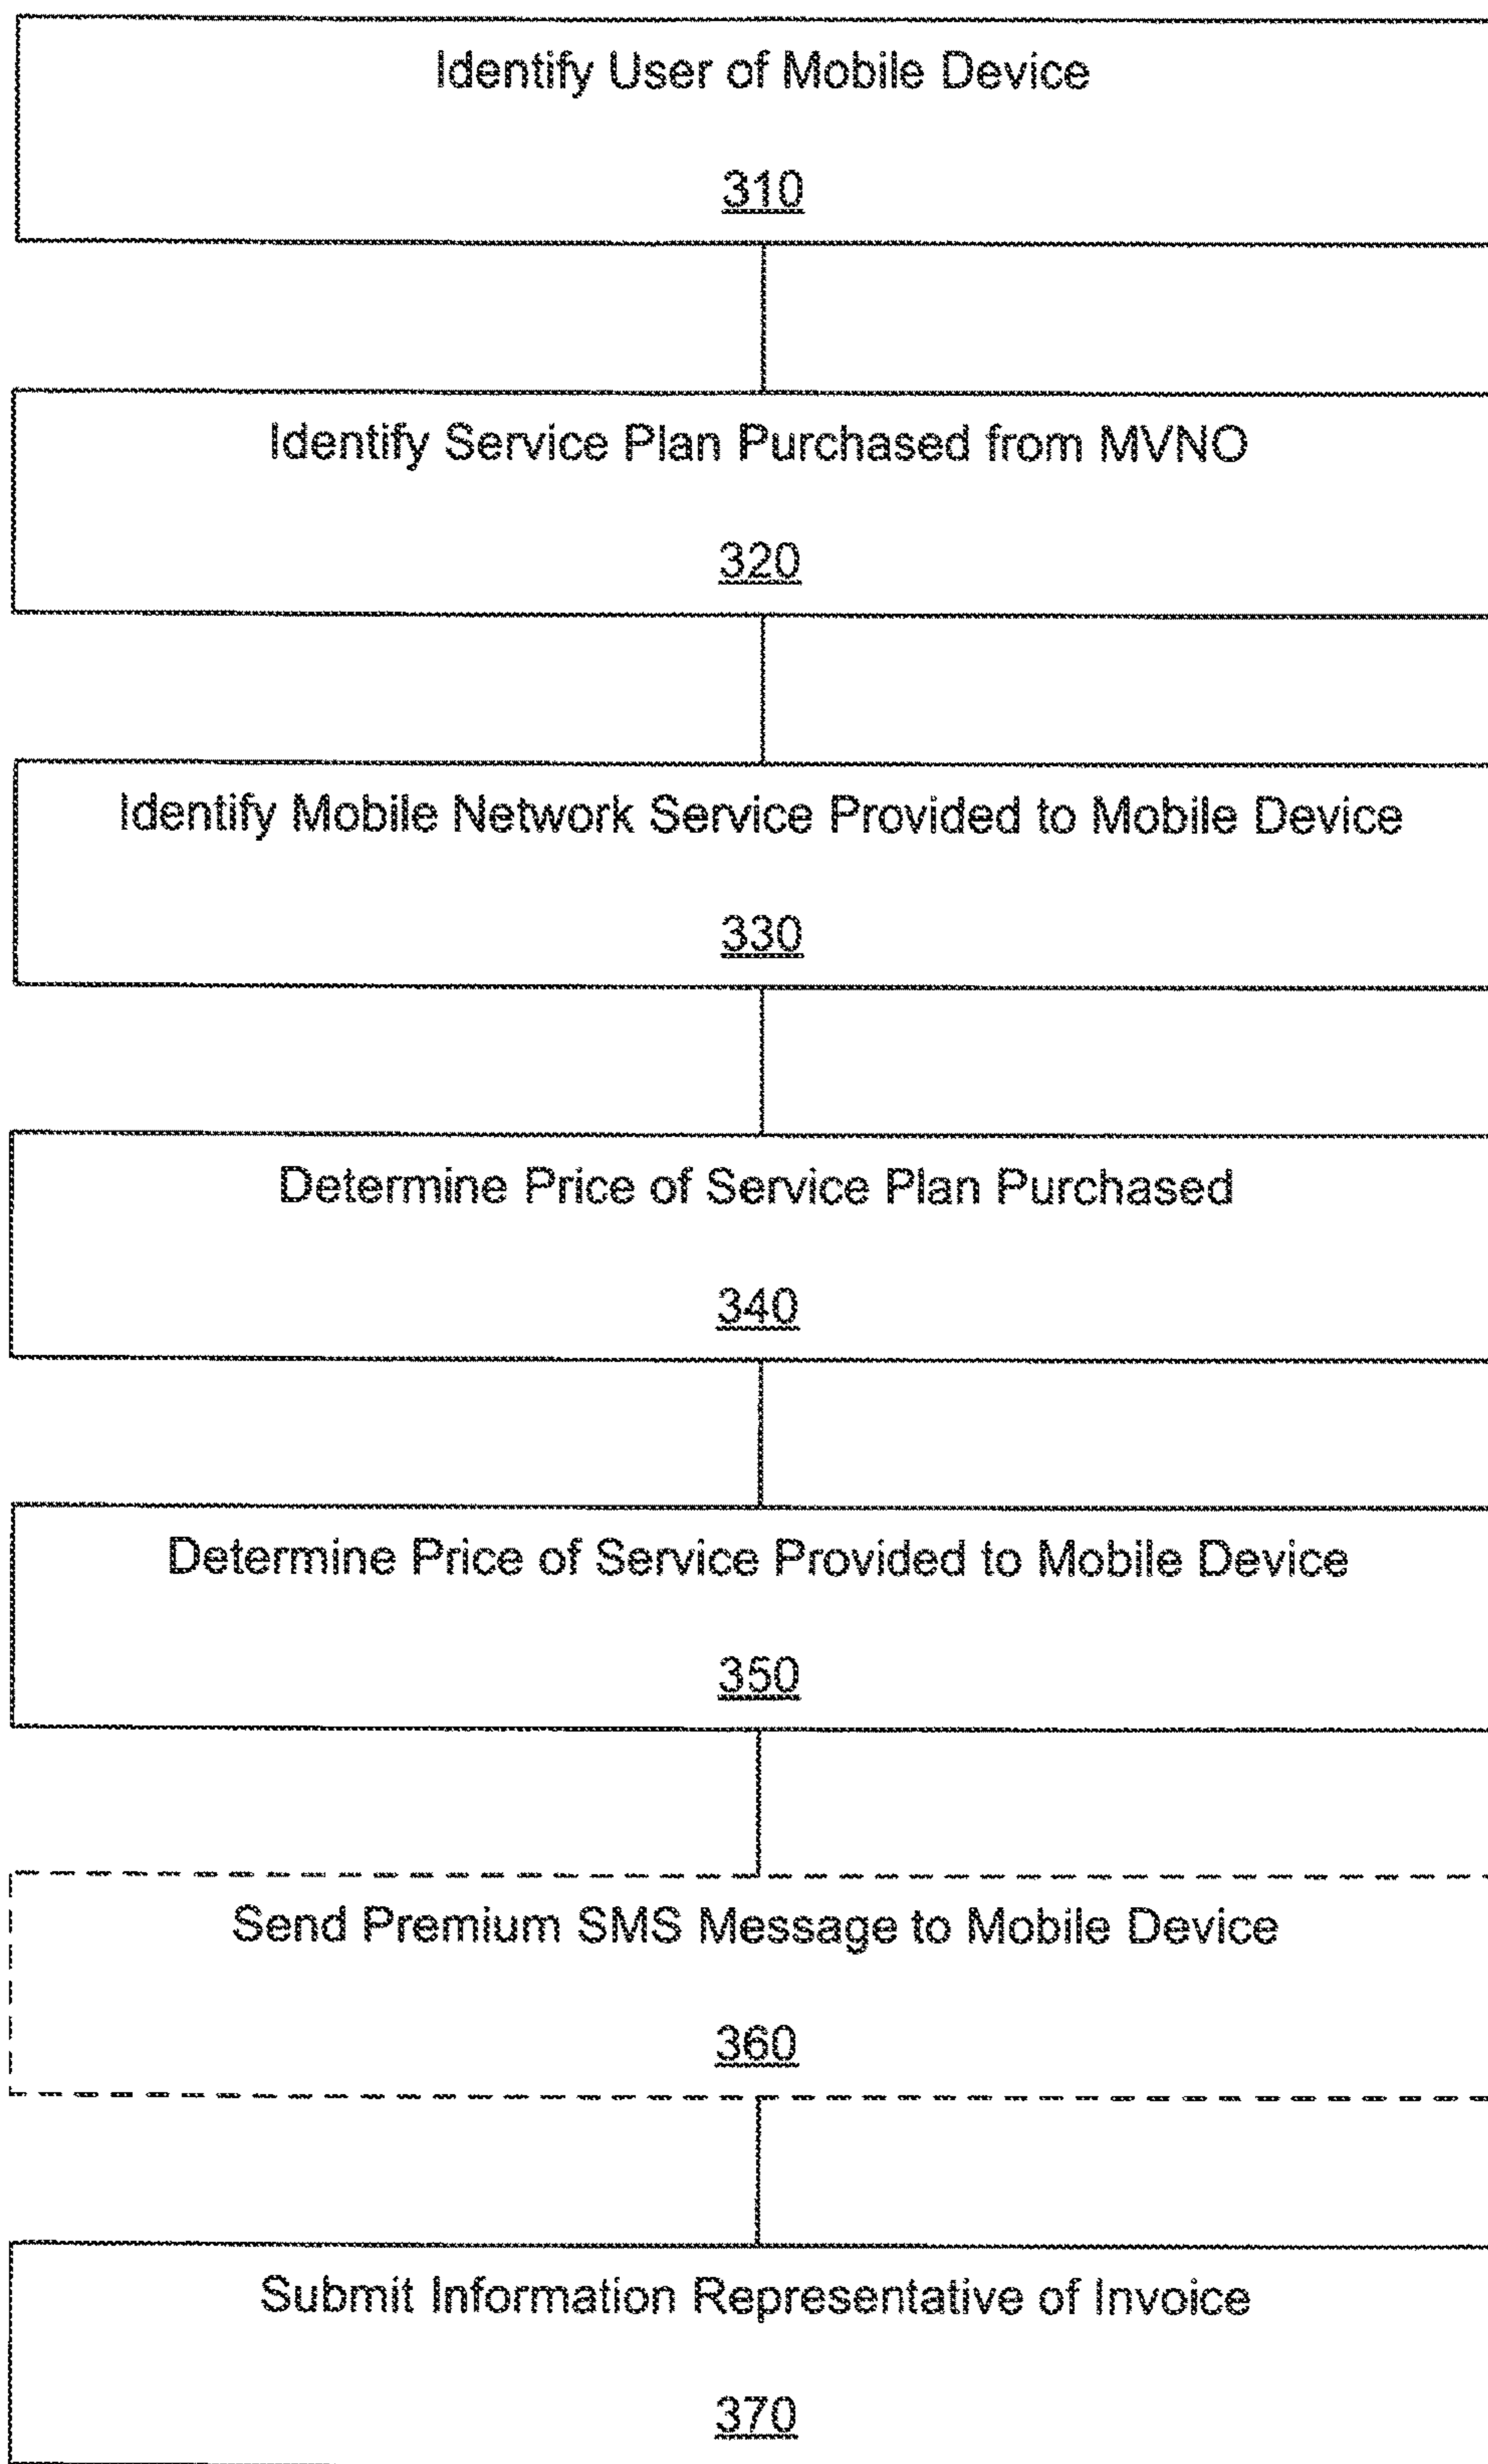 Identify User of Mobile Device
310
Identify Service Plan Purchased from MVNO
320
Identify Mobile Network Service Provided to Mobile Device
330
Determine Price of Service Plan Purchased
340
Determine Price of Service Provided to Mobile Device
350
Send Premium SMS Message to Mobile Device
360
Submit Information Representative of Invoice
370